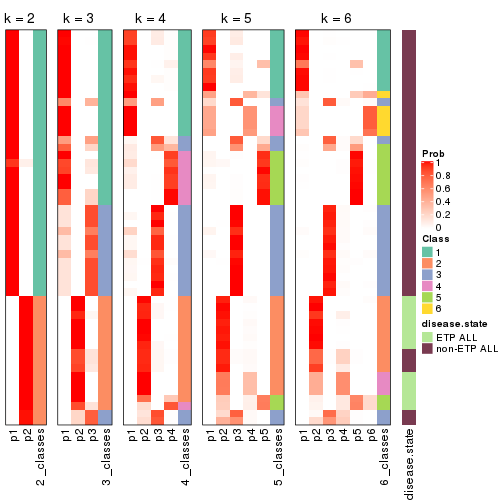 k = 2
k = 3
k = 4
k = 5
k = 6
p1
p2
2_classes
p1
p2
p3
3_classes
p1
p2
p3
p4
4_classes
p1
p2
p3
p4
p5
5_classes
p1
p2
p3
p4
p5
p6
6_classes
disease.state
Prob
1
0.8
0.6
0.4
0.2
0
Class
1
2
3
4
5
6
disease.state
ETP ALL
non-ETP ALL